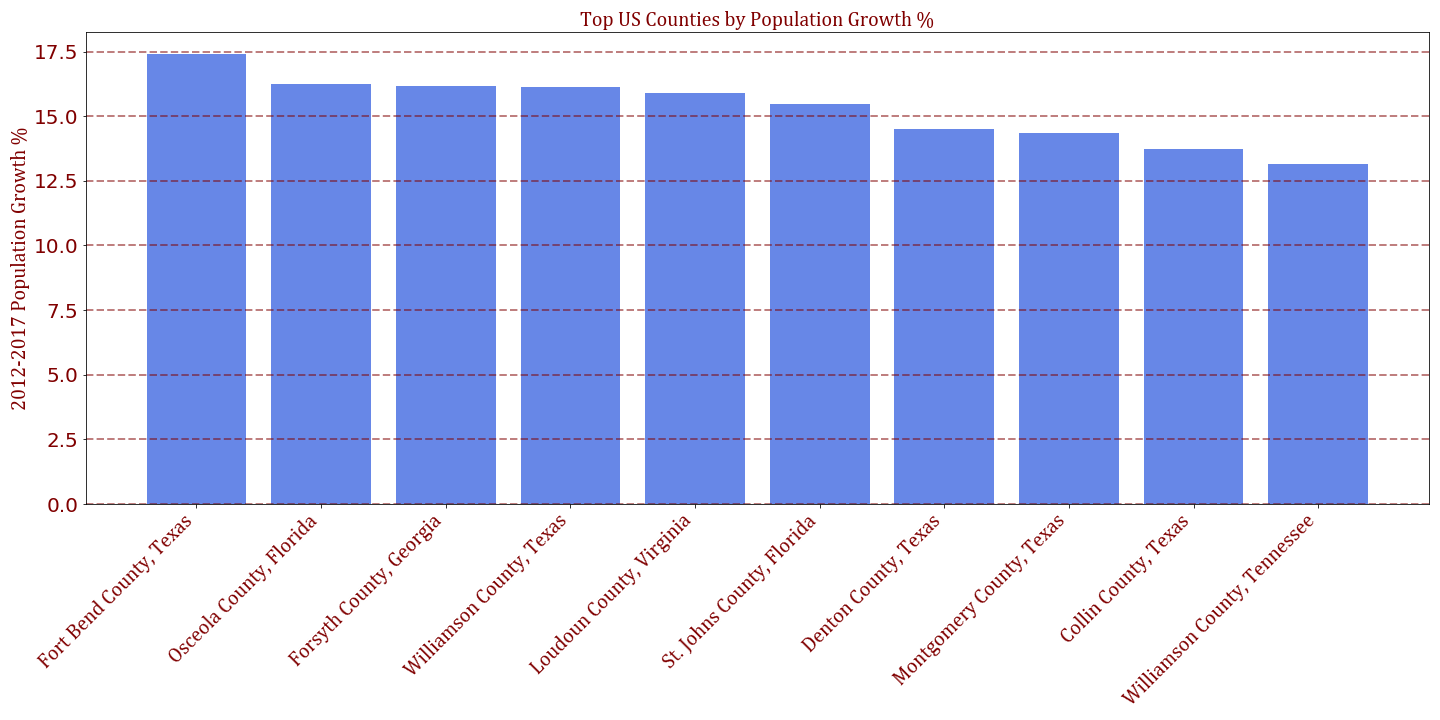 Top US Counties by Population Growth %
2012-2017 Population Growth %
17.5
15.0
12.5
10.0
7.5
5.0
2.5
0.0
Fort Bend County, Texas
Osceola County, Florida
Forsyth County, Georgia
Williamson County, Texas
Loudoun County, Virginia
St. Johns County, Florida
Denton County, Texas
Montgomery County, Texas
Collin County, Texas
Williamson County, Tennessee